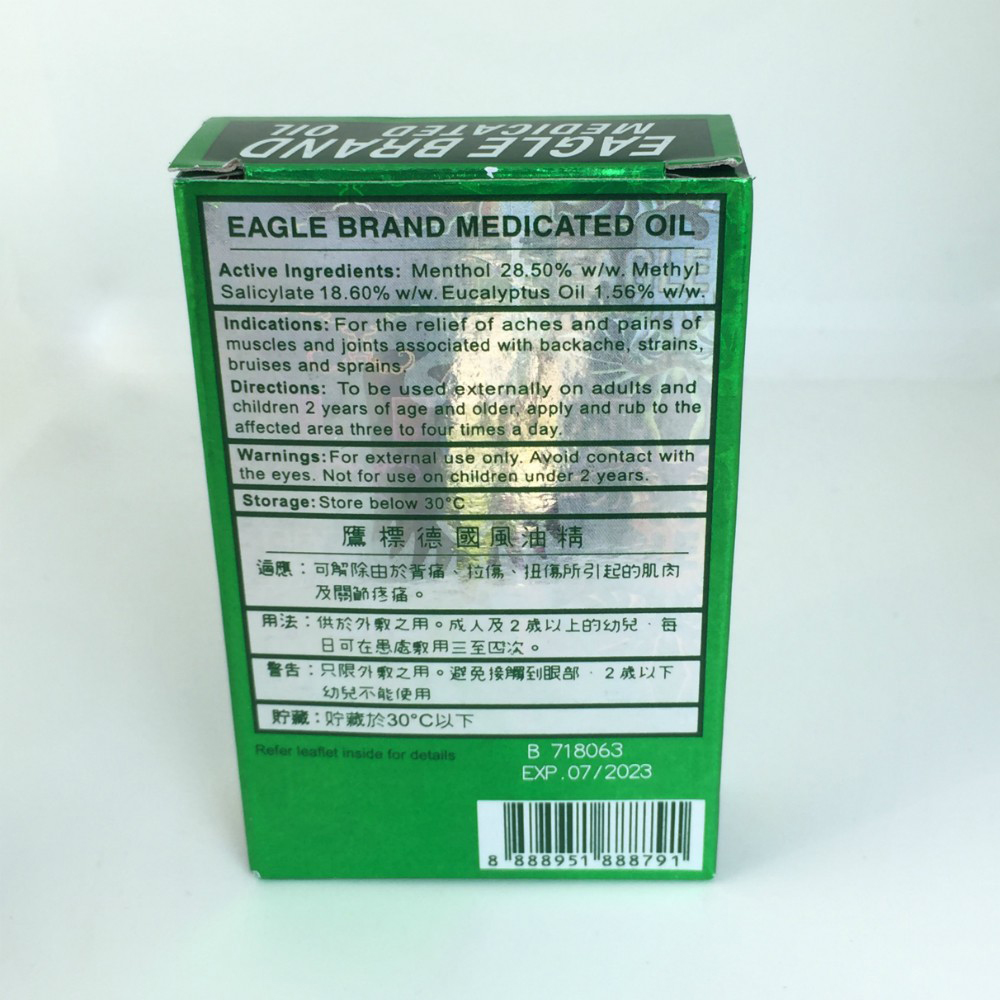 EAGLE BRAND
MEDICATED OIL
EAGLE BRAND MEDICATED OIL
Active Ingredients: Menthol 28.50% w/w. Methyl
Salicylate 18.60% w/w. Eucalyptus Oil 1.56% w/w.
Indications: For the relief of aches and pains of
muscles and joints associated with backache, strains,
bruises and sprains.
Directions: To be used externally on adults and
children 2 years of age and older, apply and rub to the
affected area three to four times a day.
Warnings: For external use only. Avoid contact with
the eyes. Not for use on children under 2 years.
Storage: Store below 30°C
鷹標德國風油精
適應：可解除由於背痛、拉傷、扭傷所引起的肌肉
及關節疼痛。
用法：供於外敷之用。成人及2歲以上的幼兒，每
日可在患處敷用三至四次。
警告：只限外敷之用。避免接觸到眼部，2歲以下
幼兒不能使用
貯藏：貯藏於30°C以下
Refer leaflet inside for details
B 718063
EXP.07/2023
8 888951 888791